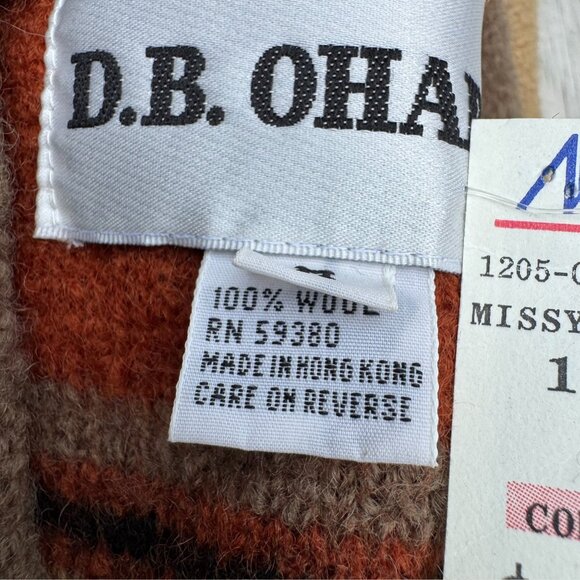 D.B. OHA
100% WOOL
RN 59380
MADE IN HONG KONG
CARE ON REVERSE
1205-
MISSY
1
CO